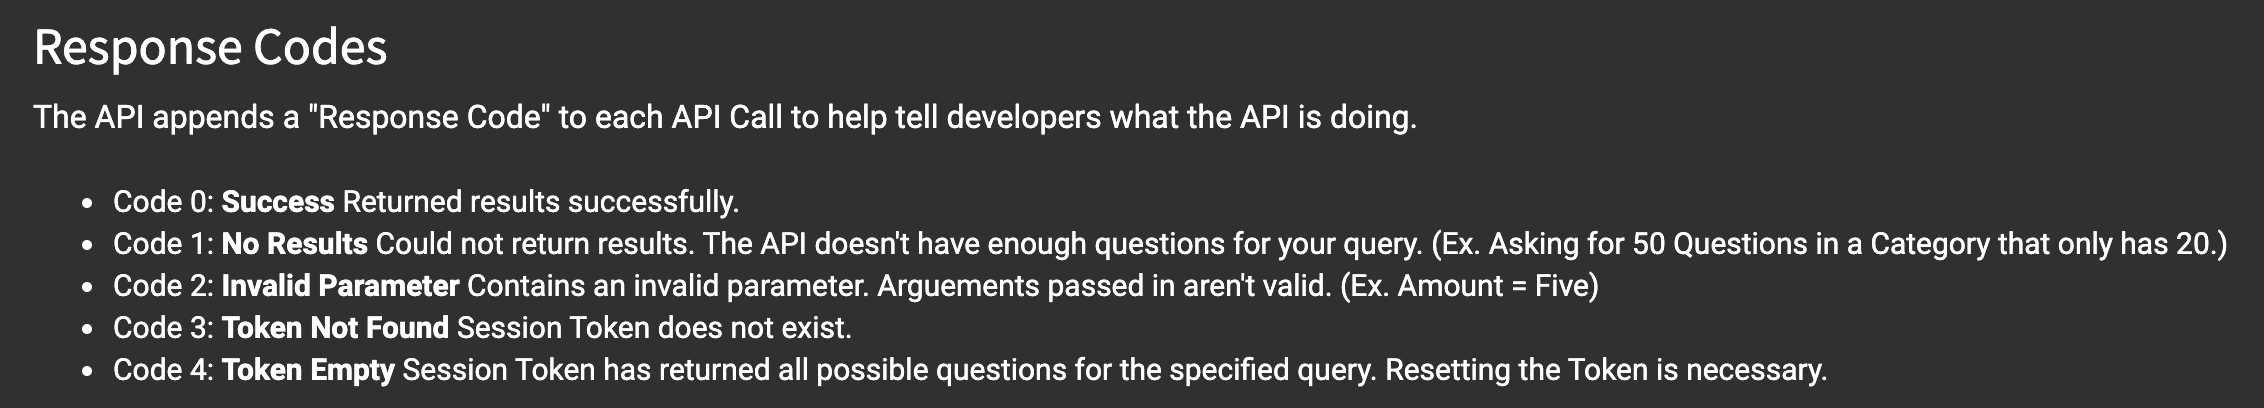 Response Codes
The API appends a "Response Code" to each API Call to help tell developers what the API is doing.
• Code 0: Success Returned results successfully.
• Code 1: No Results Could not return results. The API doesn't have enough questions for your query. (Ex. Asking for 50 Questions in a Category that only has 20.)
• Code 2: Invalid Parameter Contains an invalid parameter. Arguements passed in aren't valid. (Ex. Amount = Five)
• Code 3: Token Not Found Session Token does not exist.
• Code 4: Token Empty Session Token has returned all possible questions for the specified query. Resetting the Token is necessary.